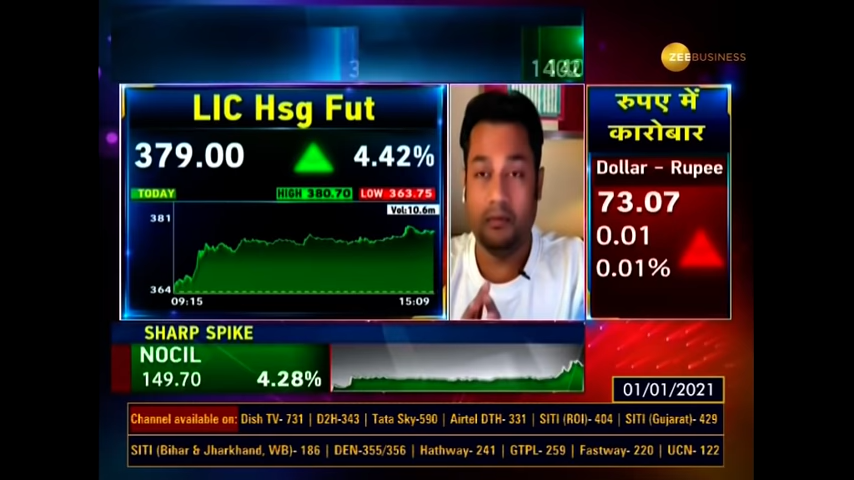 ZEEBUSINESS
LIC Hsg Fut
379.00 4.42%
TODAY HIGH 380.70 LOW 363.75
Vol:10.6m
381
364
09:15 15:09
रुपए में
कारोबार
Dollar – Rupee
73.07
0.01
0.01%
SHARP SPIKE
NOCIL
149.70 4.28%
01/01/2021
Channel available on: Dish TV- 731 | D2H-343 | Tata Sky-590 | Airtel DTH- 331 | SITI (ROI)- 404 | SITI (Gujarat)- 429
SITI (Bihar & Jharkhand, WB)- 186 | DEN-355/356 | Hathway- 241 | GTPL- 259 | Fastway- 220 | UCN- 122